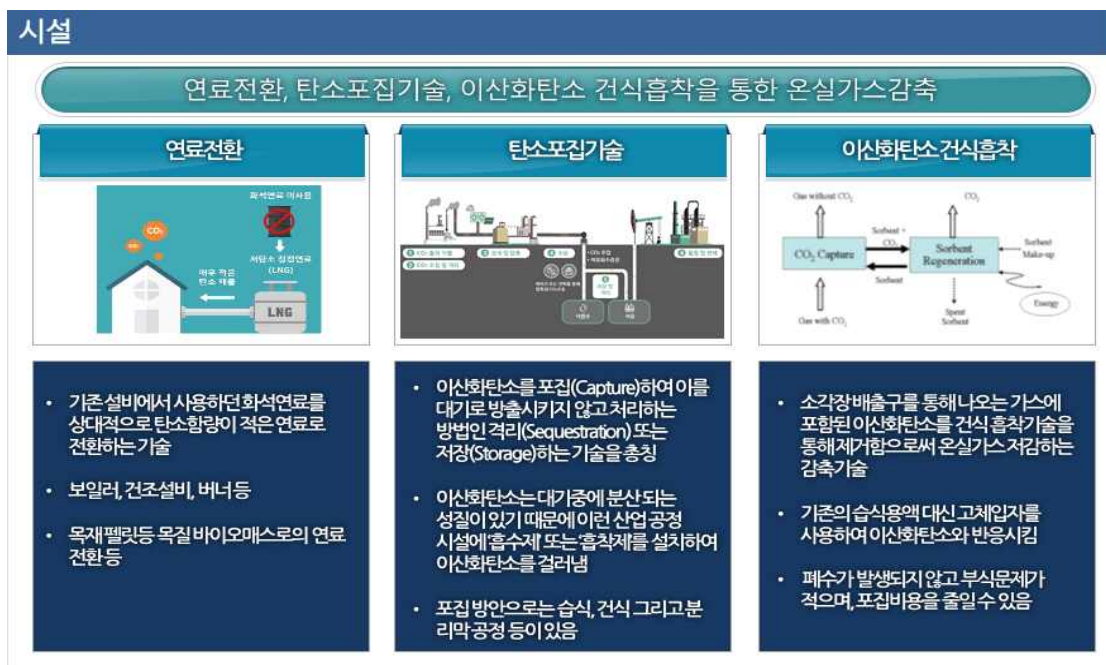 시설
연료전환, 탄소포집기술, 이산화탄소 건식흡착을 통한 온실가스감축
연료전환
화석연료 미사용
저탄소 청정연료
(LNG)
CO₂
CO₂
매우 적은
탄소 배출
LNG
• 기존 설비에서 사용하던 화석연료를
상대적으로 탄소함량이 적은 연료로
전환하는 기술
• 보일러, 건조설비, 버너 등
• 목재 펠릿등 목질 바이오매스로의 연료
전환 등
탄소포집기술
• 이산화탄소를 포집(Capture)하여 이를
대기로 방출시키지 않고 처리하는
방법인 격리(Sequestration) 또는
저장(Storage)하는 기술을 총칭
• 이산화탄소는 대기중에 분산 되는
성질이 있기 때문에 이런 산업 공정
시설에 '흡수제' 또는 '흡착제'를 설치하여
이산화탄소를 걸러냄
• 포집 방안으로는 습식, 건식 그리고 분
리막 공정 등이 있음
이산화탄소 건식흡착
Gas without CO₂
CO₂
Sorbent +
CO₂
CO₂ Capture
Sorbent
Regeneration
Sorbent
Make-up
Sorbent
Energy
Gas with CO₂
Spent
Sorbent
• 소각장 배출구를 통해 나오는 가스에
포함된 이산화탄소를 건식 흡착기술을
통해 제거함으로써 온실가스 저감하는
감축기술
• 기존의 습식용액 대신 고체입자를
사용하여 이산화탄소와 반응시킴
• 폐수가 발생되지 않고 부식문제가
적으며, 포집비용을 줄일 수 있음